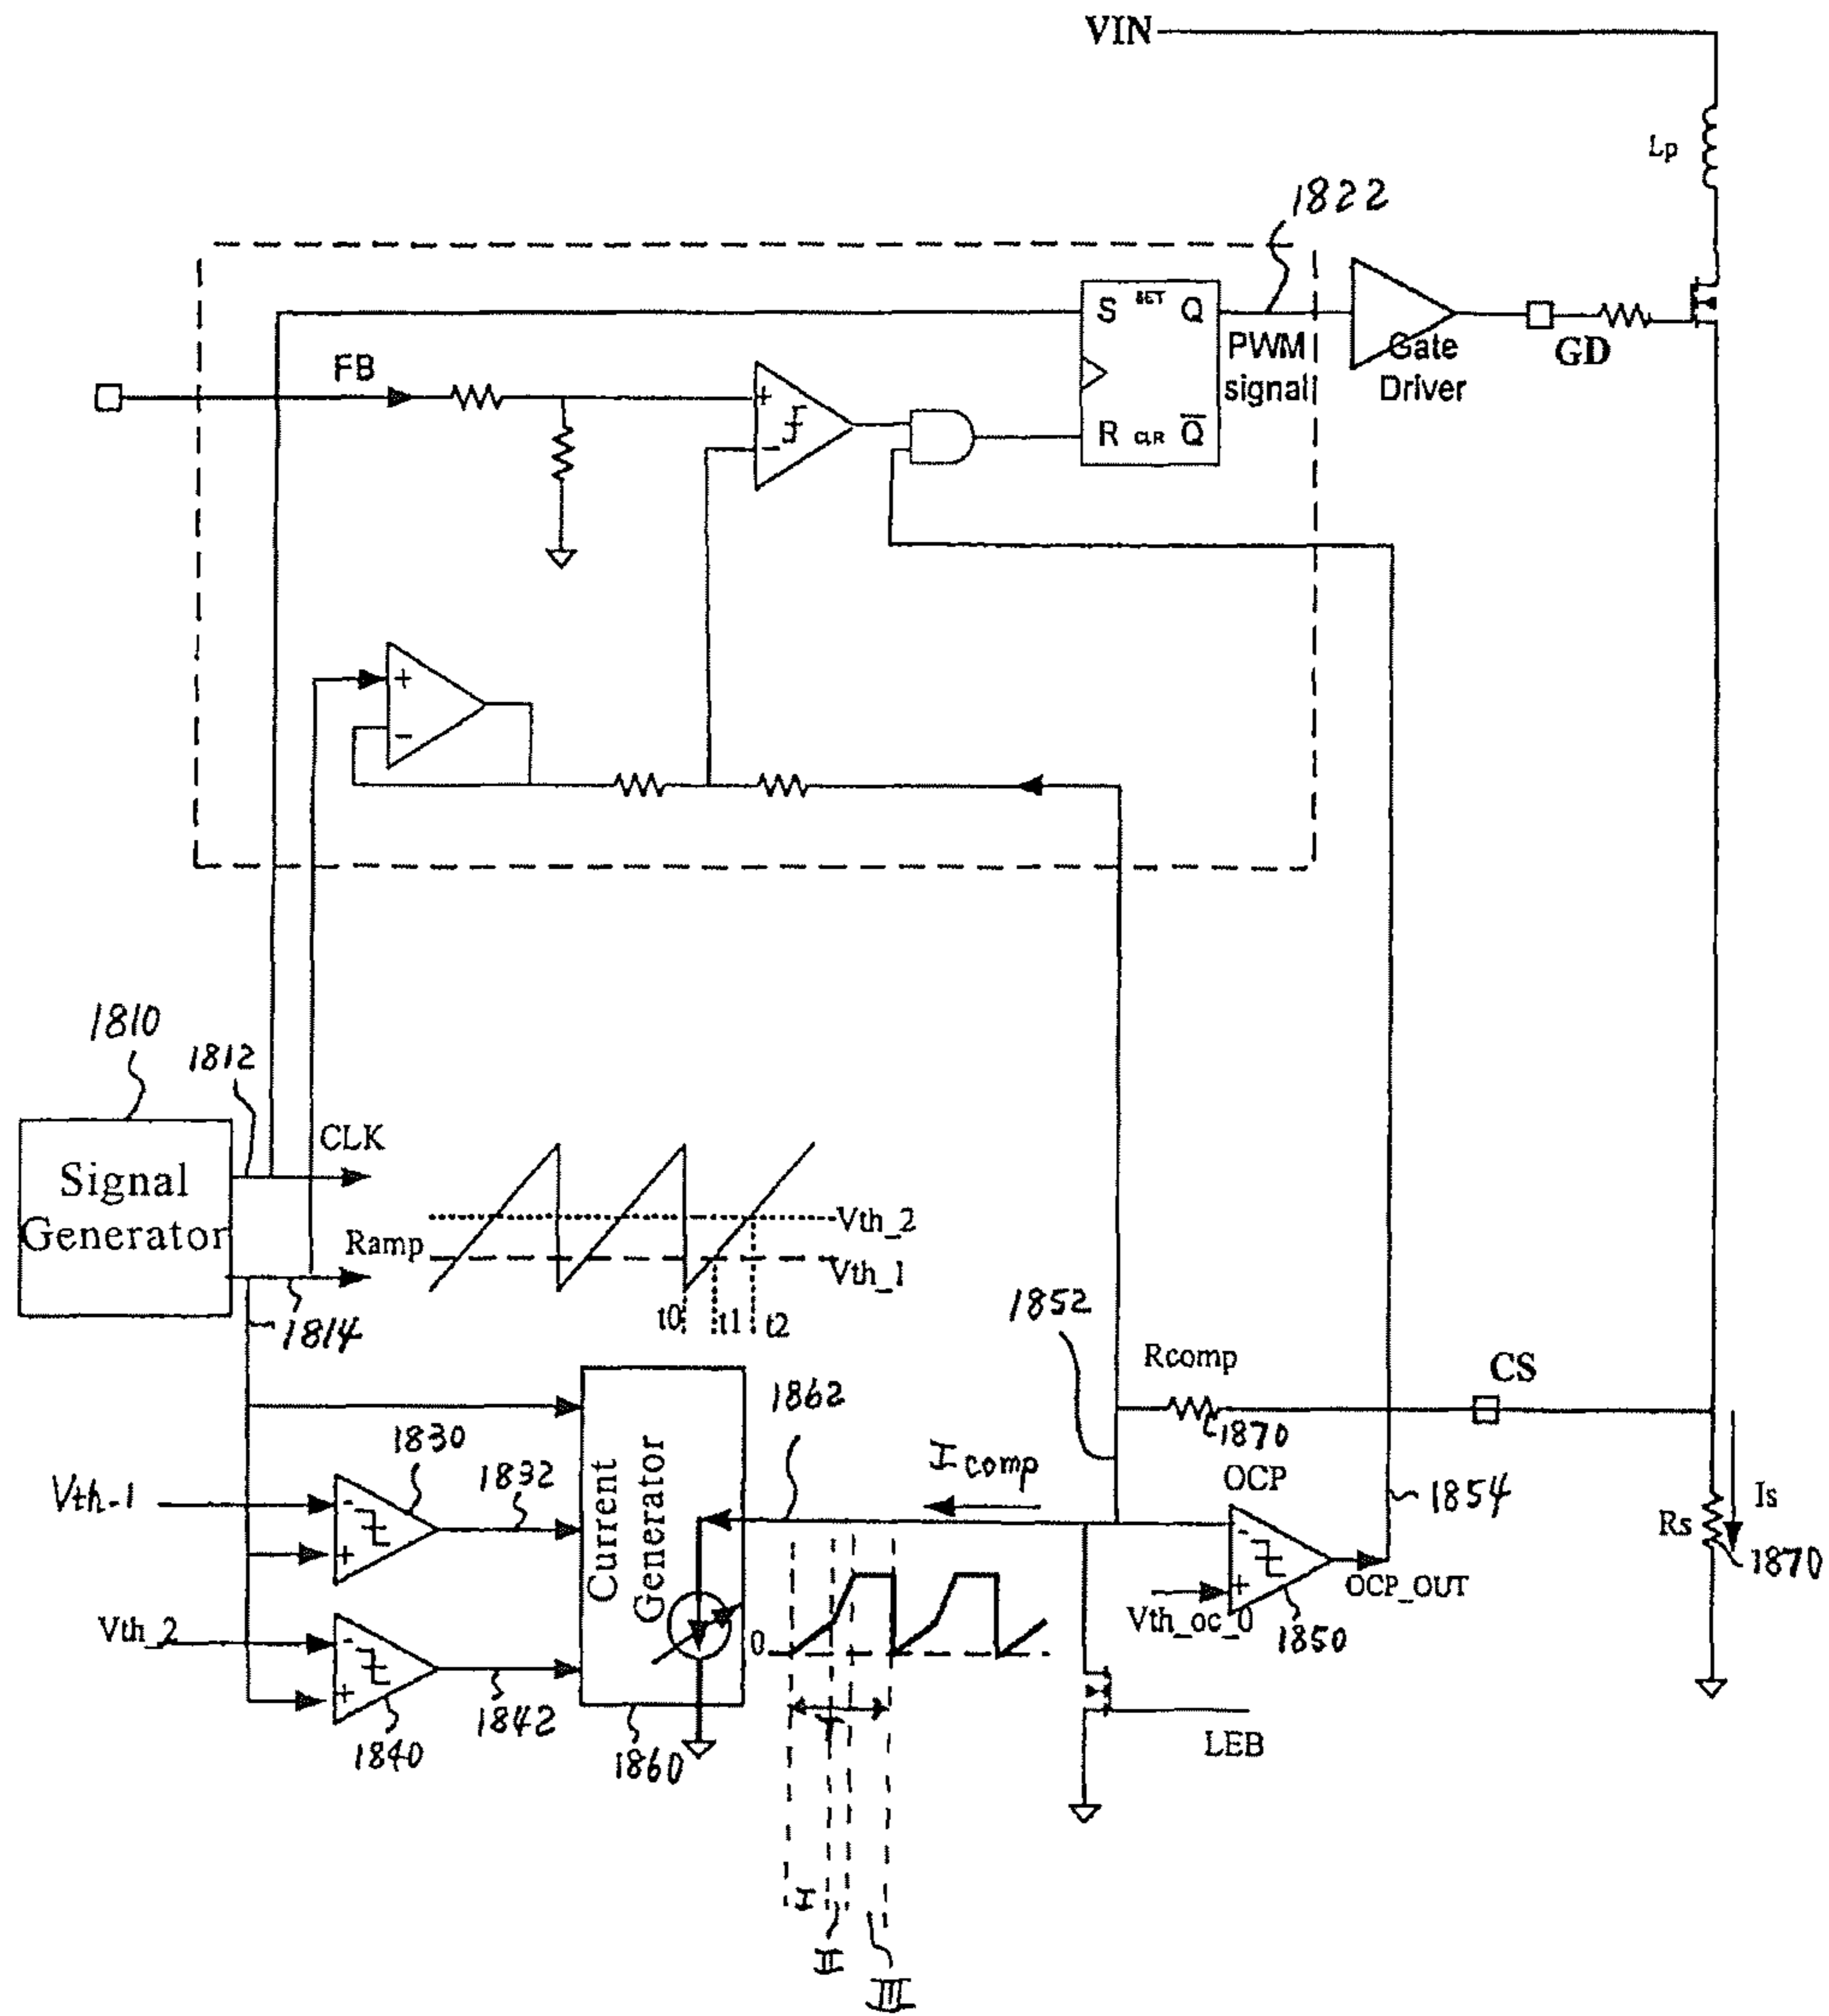 VIN
Lp
1822
S SET Q
PWM
signal
Gate
Driver
GD
FB
+
-
R CLR Q̅
+
-
1810
1812
CLK
Signal
Generator
Ramp
Vth_2
Vth_1
t0 t1 t2
1814
1852
Rcomp
CS
1870
1862
Icomp
OCP
1854
Is
Rs
1870
1830
1832
Vth-1
-
+
Current
Generator
-
+
OCP_OUT
Vth_oc_0
1850
Vth_2
-
+
0
1842
1840
1860
T
LEB
I
II
III